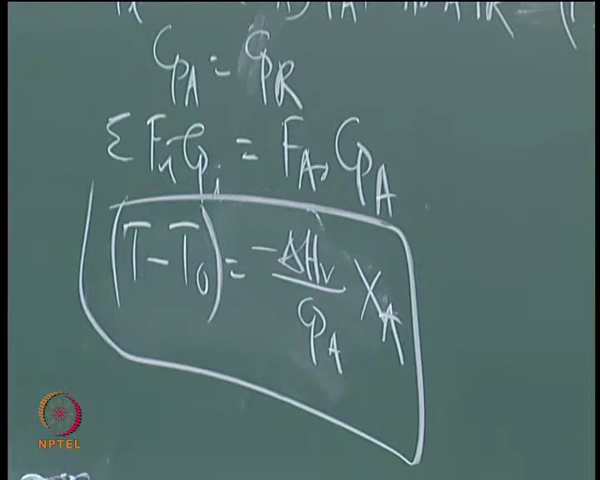 C_PA = C_PR
Σ F_i C_pi = F_A0 C_PA
(T - T_0) = -ΔH_r / C_PA X_A
NPTEL